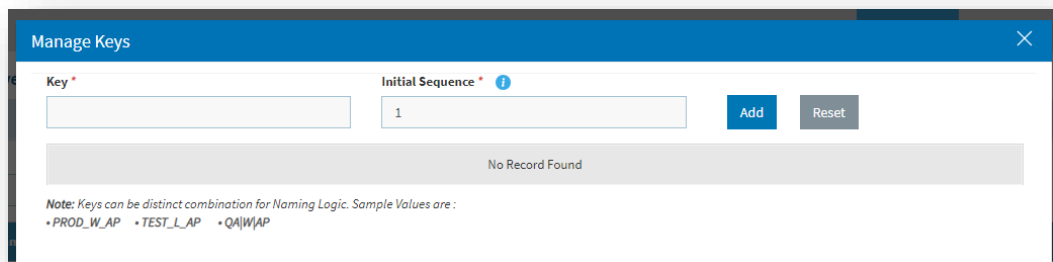 Manage Keys
Key * Initial Sequence *
1 Add Reset
No Record Found
Note: Keys can be distinct combination for Naming Logic. Sample Values are :
• PROD_W_AP • TEST_L_AP • QA|W|AP